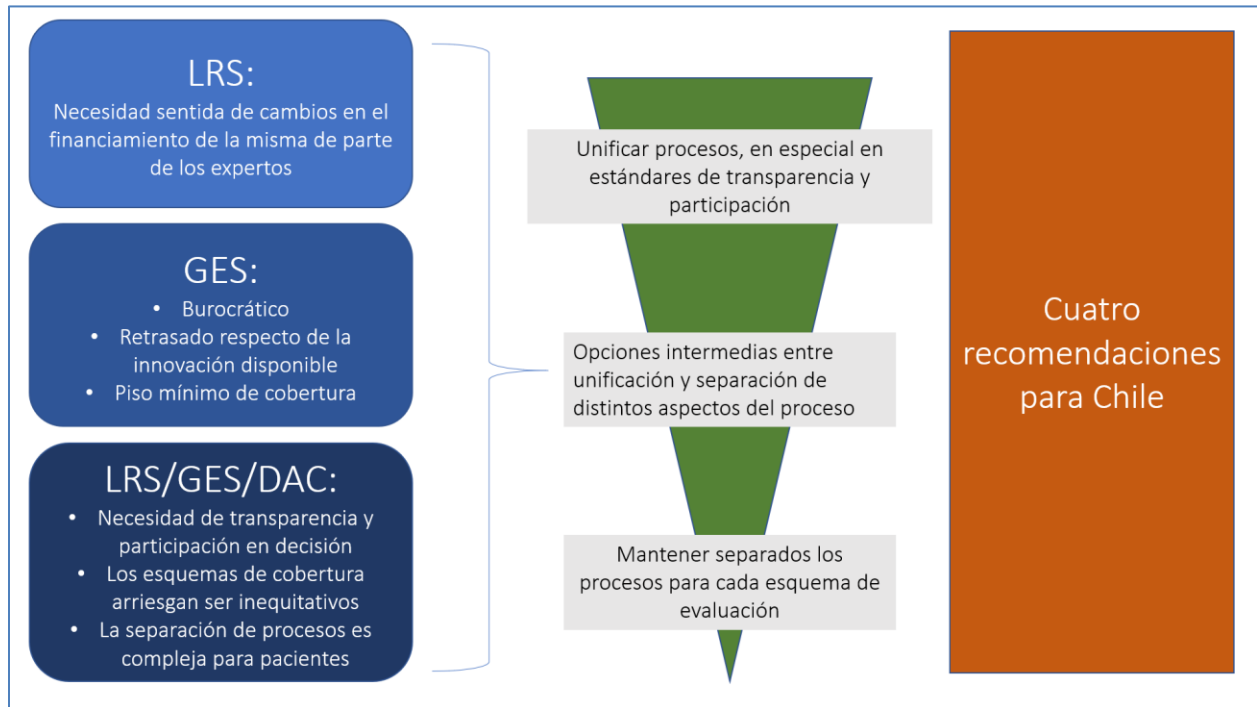 LRS:
Necesidad sentida de cambios en el
financiamiento de la misma de parte
de los expertos
GES:
• Burocrático
• Retrasado respecto de la
innovación disponible
• Piso mínimo de cobertura
LRS/GES/DAC:
• Necesidad de transparencia y
participación en decisión
• Los esquemas de cobertura
arriesgan ser inequitativos
• La separación de procesos es
compleja para pacientes
Unificar procesos, en especial en
estándares de transparencia y
participación
Opciones intermedias entre
unificación y separación de
distintos aspectos del proceso
Mantener separados los
procesos para cada esquema de
evaluación
Cuatro
recomendaciones
para Chile